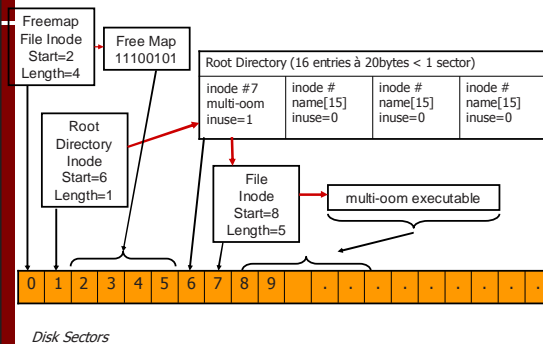 Freemap
File Inode
Start=2
Length=4
Free Map
11100101
Root Directory (16 entries à 20bytes < 1 sector)
inode #7
multi-oom
inuse=1
inode #
name[15]
inuse=0
inode #
name[15]
inuse=0
inode #
name[15]
inuse=0
Root
Directory
Inode
Start=6
Length=1
File
Inode
Start=8
Length=5
multi-oom executable
0 1 2 3 4 5 6 7 8 9 . . . . . . . . .
Disk Sectors